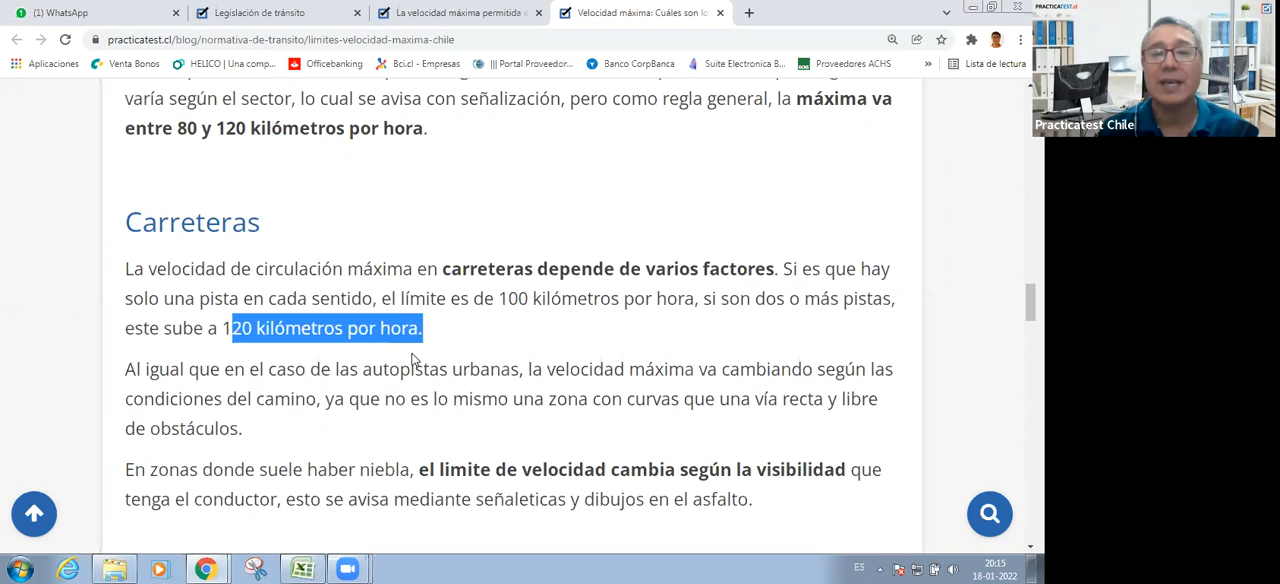 (1) WhatsApp
Legislación de tránsito
La velocidad máxima permitida e
Velocidad máxima: Cuáles son lo
practicatest.cl/blog/normativa-de-transito/limites-velocidad-maxima-chile
Aplicaciones
Venta Bonos
HELICO | Una comp...
Officebanking
Bci.cl - Empresas
||| Portal Proveedor...
Banco CorpBanca
Suite Electronica B...
Proveedores ACHS
»
Lista de lectura
varía según el sector, lo cual se avisa con señalización, pero como regla general, la máxima va
entre 80 y 120 kilómetros por hora.
Carreteras
La velocidad de circulación máxima en carreteras depende de varios factores. Si es que hay
solo una pista en cada sentido, el límite es de 100 kilómetros por hora, si son dos o más pistas,
este sube a 120 kilómetros por hora.
Al igual que en el caso de las autopistas urbanas, la velocidad máxima va cambiando según las
condiciones del camino, ya que no es lo mismo una zona con curvas que una vía recta y libre
de obstáculos.
En zonas donde suele haber niebla, el limite de velocidad cambia según la visibilidad que
tenga el conductor, esto se avisa mediante señaleticas y dibujos en el asfalto.
PRACTICATEST.cl
Practicatest Chile
ES
20:15
18-01-2022